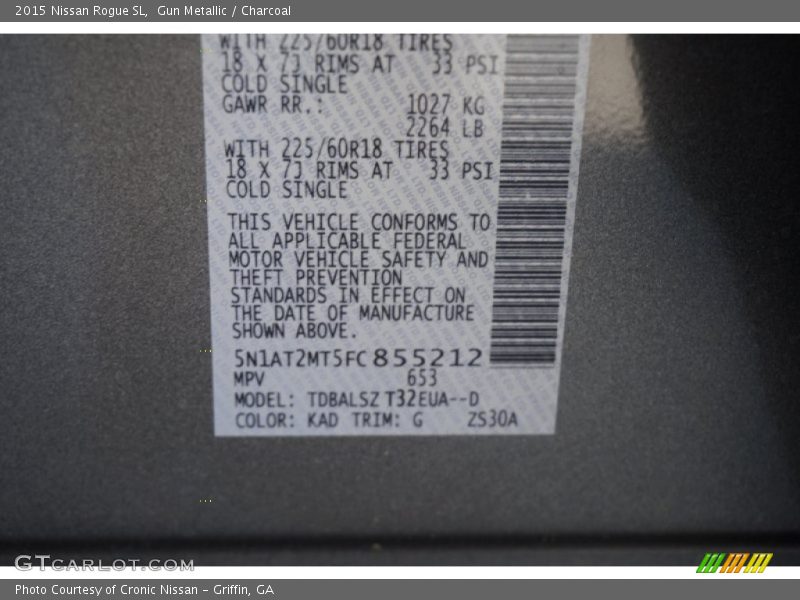 2015 Nissan Rogue SL,  Gun Metallic / Charcoal
WITH 225/60R18 TIRES
18 X 7J RIMS AT 33 PSI
COLD SINGLE
GAWR RR.: 1027 KG
2264 LB
WITH 225/60R18 TIRES
18 X 7J RIMS AT 33 PSI
COLD SINGLE
THIS VEHICLE CONFORMS TO
ALL APPLICABLE FEDERAL
MOTOR VEHICLE SAFETY AND
THEFT PREVENTION
STANDARDS IN EFFECT ON
THE DATE OF MANUFACTURE
SHOWN ABOVE.
5N1AT2MT5FC855212
MPV 653
MODEL: TDBALSZ T32EUA--D
COLOR: KAD TRIM: G ZS30A
GTCARLOT.COM
Photo Courtesy of Cronic Nissan – Griffin, GA